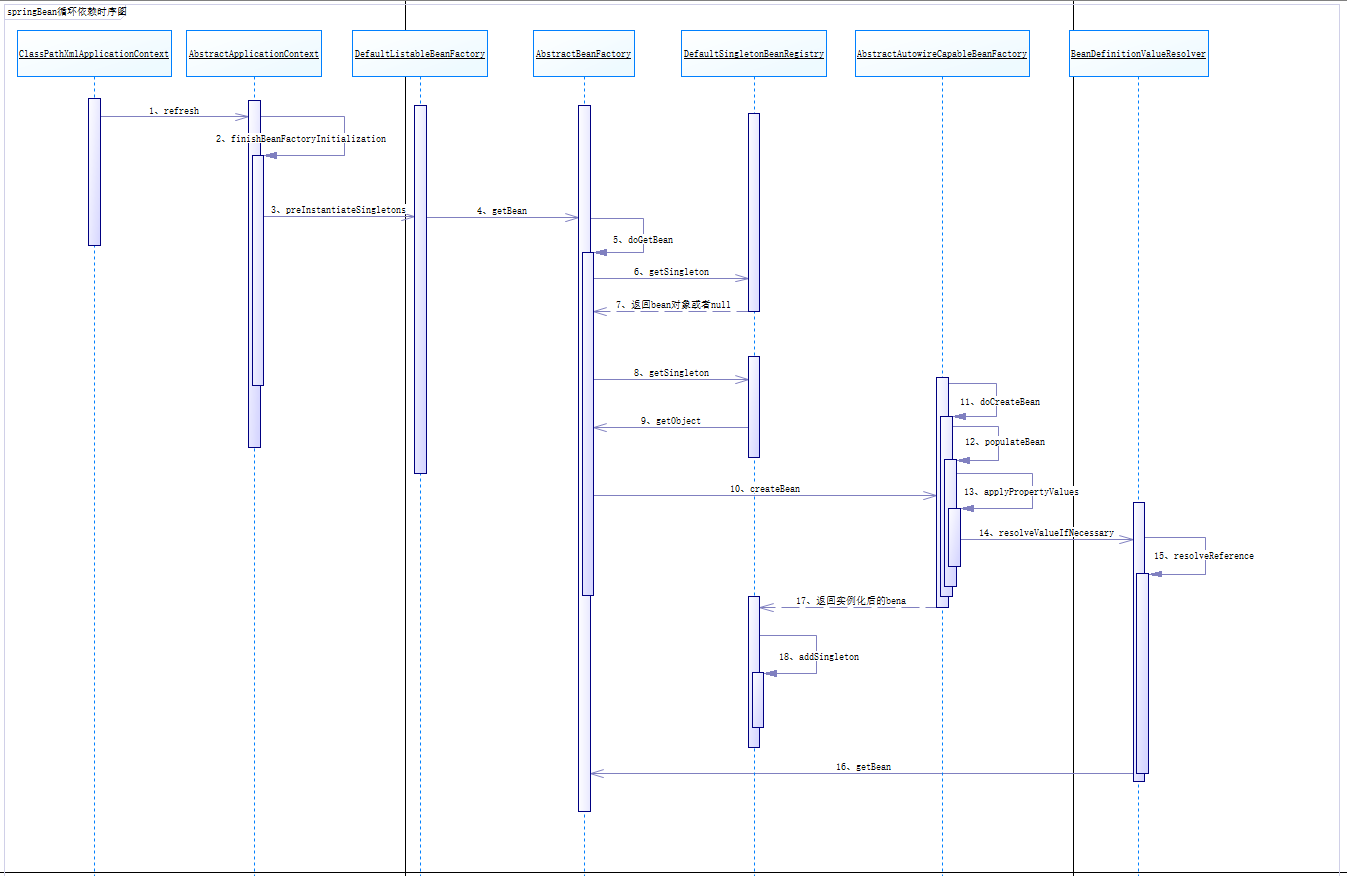 springBean循环依赖时序图
ClassPathXmlApplicationContext
AbstractApplicationContext
DefaultListableBeanFactory
AbstractBeanFactory
DefaultSingletonBeanRegistry
AbstractAutowireCapableBeanFactory
BeanDefinitionValueResolver
1、refresh
2、finishBeanFactoryInitialization
3、preInstantiateSingletons
4、getBean
5、doGetBean
6、getSingleton
7、返回bean对象或者null
8、getSingleton
9、getObject
10、createBean
11、doCreateBean
12、populateBean
13、applyPropertyValues
14、resolveValueIfNecessary
15、resolveReference
17、返回实例化后的bena
18、addSingleton
16、getBean